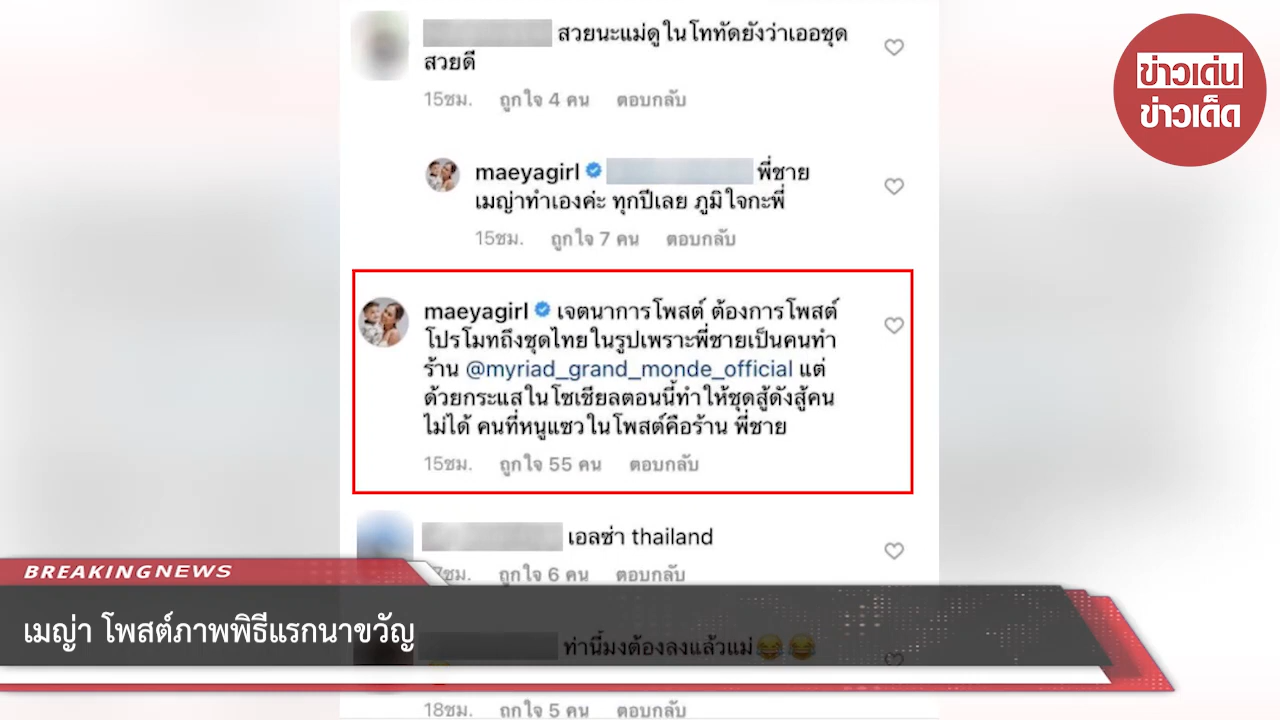 สวยนะแม่ดูในโททัดยังว่าเออชุด
สวยดี
15ชม. ถูกใจ 4 คน ตอบกลับ
ข่าวเด่น
ข่าวเด็ด
maeyagirl พี่ชาย
เมญ่าทำเองค่ะ ทุกปีเลย ภูมิใจกะพี่
15ชม. ถูกใจ 7 คน ตอบกลับ
maeyagirl เจตนาการโพสต์ ต้องการโพสต์
โปรโมทถึงชุดไทยในรูปเพราะพี่ชายเป็นคนทำ
ร้าน @myriad_grand_monde_official แต่
ด้วยกระแสในโซเชียลตอนนี้ทำให้ชุดสู้ดังสู้คน
ไม่ได้ คนที่หนูแซวในโพสต์คือร้าน พี่ชาย
15ชม. ถูกใจ 55 คน ตอบกลับ
เอลซ่า thailand
7ชม. ถูกใจ 6 คน ตอบกลับ
BREAKINGNEWS
เมญ่า โพสต์ภาพพิธีแรกนาขวัญ
ท่านี้มงต้องลงแล้วแม่😂😂
18ชม. ถูกใจ 5 คน ตอบกลับ